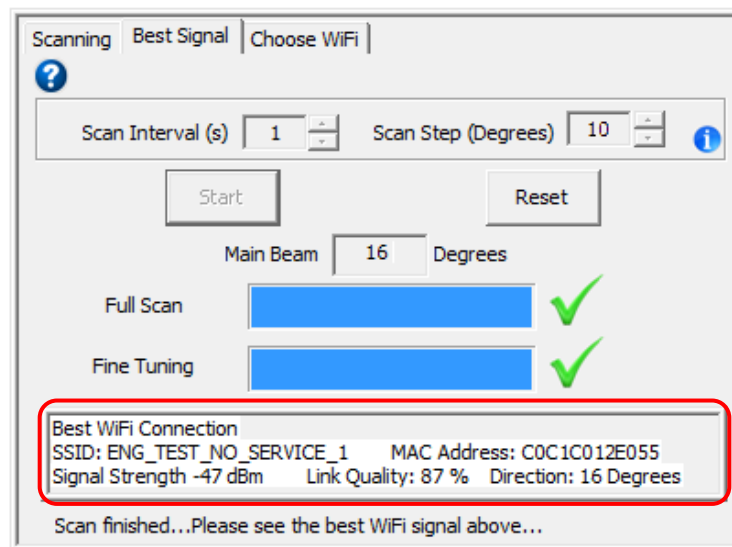 Scanning Best Signal Choose WiFi
?
Scan Interval (s) 1 Scan Step (Degrees) 10 i
Start Reset
Main Beam 16 Degrees
Full Scan
Fine Tuning
Best WiFi Connection
SSID: ENG_TEST_NO_SERVICE_1 MAC Address: C0C1C012E055
Signal Strength -47 dBm Link Quality: 87 % Direction: 16 Degrees
Scan finished...Please see the best WiFi signal above...